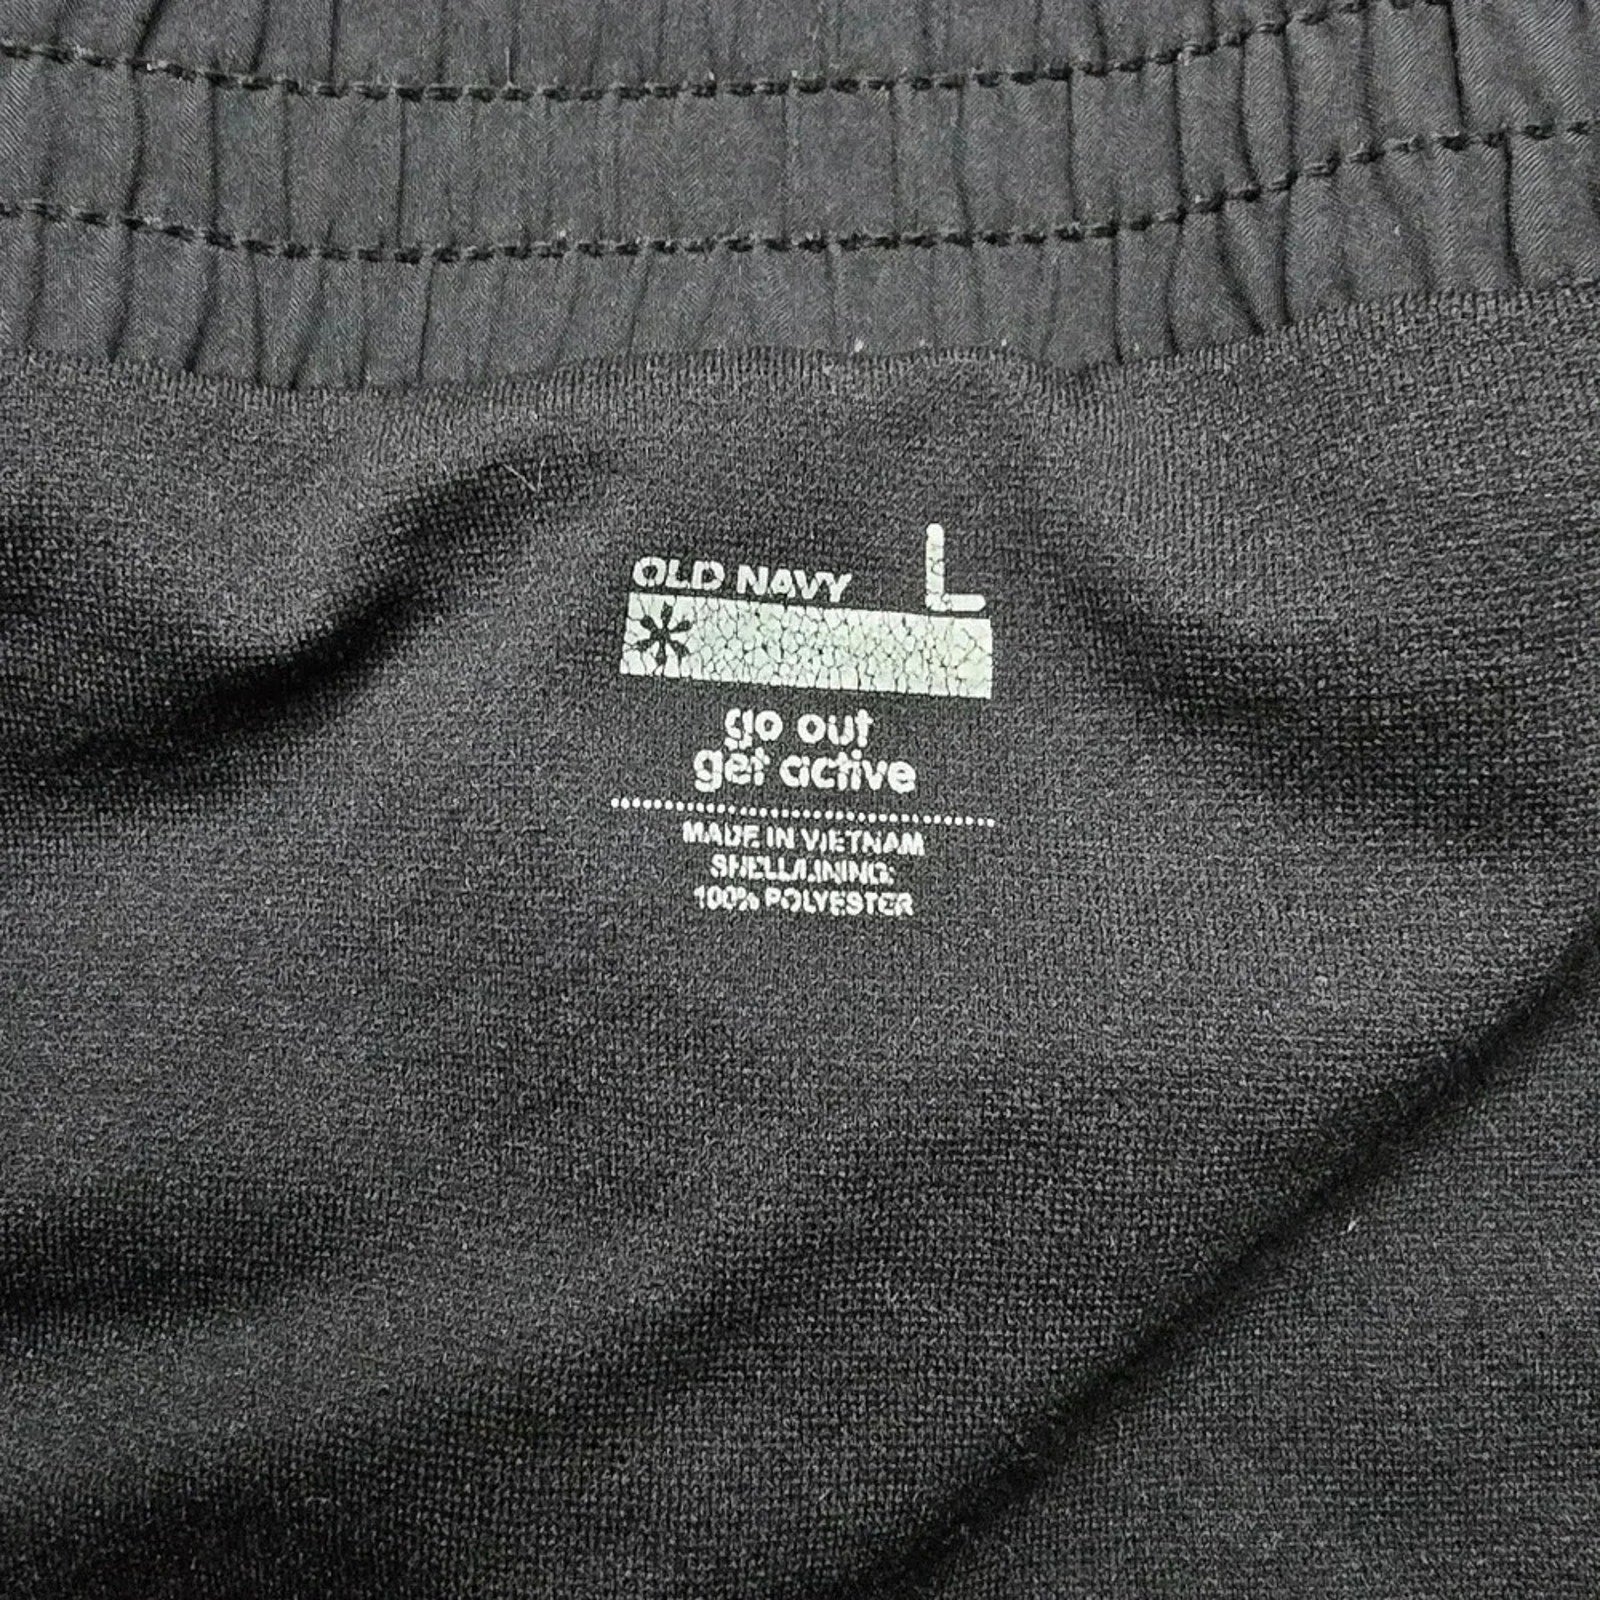 OLD NAVY L
go out
get active
MADE IN VIETNAM
SHELL/LINING:
100% POLYESTER